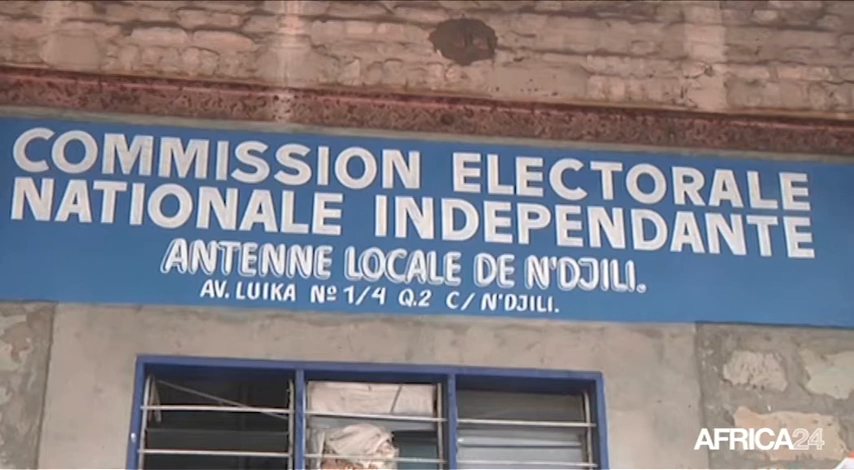 COMMISSION ELECTORALE
NATIONALE INDEPENDANTE
ANTENNE LOCALE DE N'DJILI.
AV. LUIKA Nº 1/4 Q.2 C/ N'DJILI.
AFRICA24